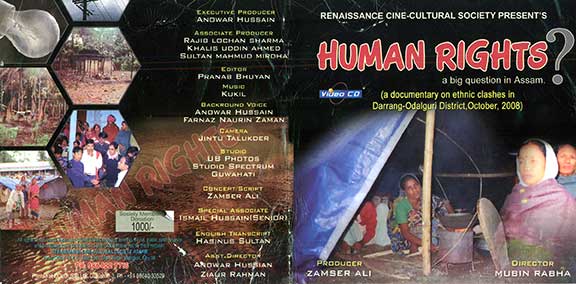 EXECUTIVE PRODUCER
ANOWAR HUSSAIN
ASSOCIATE PRODUCER
RAJIB LOCHAN SHARMA
KHALIS UDDIN AHMED
SULTAN MAHMUD MIRDHA
EDITOR
PRANAB BHUYAN
MUSIC
KUKIL
BACKROUND VOICE
ANOWAR HUSSAIN
FARNAZ NAURIN ZAMAN
CAMERA
JINTU TALUKDER
STUDIO
UB PHOTOS
STUDIO SPECTRUM
GUWAHATI
CONCEPT SCRIPT
ZAMSER ALI
SPECIAL ASSOCIATE
ISMAIL HUSSAIN(SENIOR)
ENGLISH TRANSCRIPT
HASINUS SULTAN
ASST.DIRECTOR
ANOWAR HUSSIAN
ZIAUR RAHMAN
Society Member
Donation
1000/-
RENAISSANCE CINE-CULTURAL SOCIETY PRESENT'S
HUMAN RIGHTS?
a big question in Assam.
VIDEO CD
(a documentary on ethnic clashes in
Darrang-Odalguri District,October, 2008)
PRODUCER
ZAMSER ALI
DIRECTOR
MUBIN RABHA